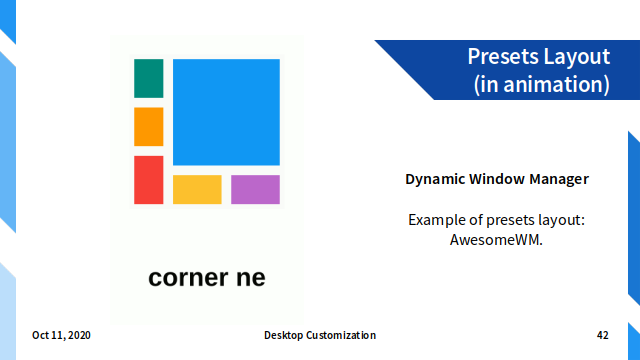 Presets Layout
(in animation)
Dynamic Window Manager
Example of presets layout:
AwesomeWM.
corner ne
Oct 11, 2020
Desktop Customization
42